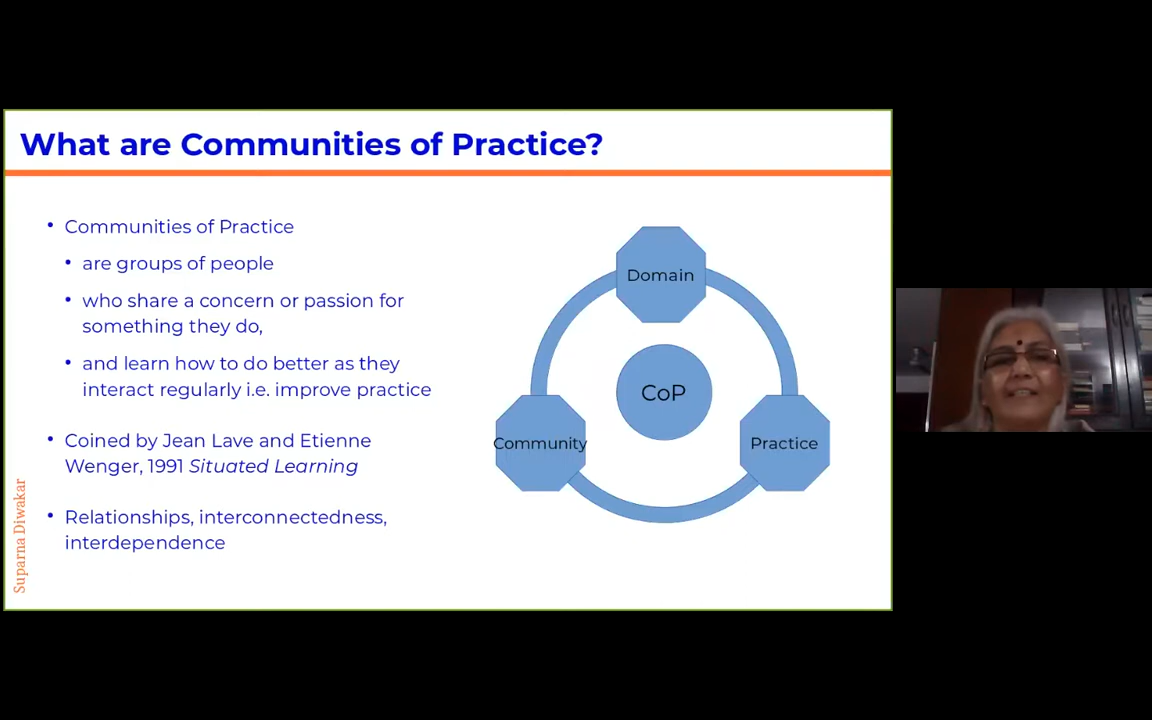 What are Communities of Practice?
• Communities of Practice
• are groups of people
• who share a concern or passion for
something they do,
• and learn how to do better as they
interact regularly i.e. improve practice
• Coined by Jean Lave and Etienne
Wenger, 1991 Situated Learning
• Relationships, interconnectedness,
interdependence
Suparna Diwakar
Domain
CoP
Community
Practice